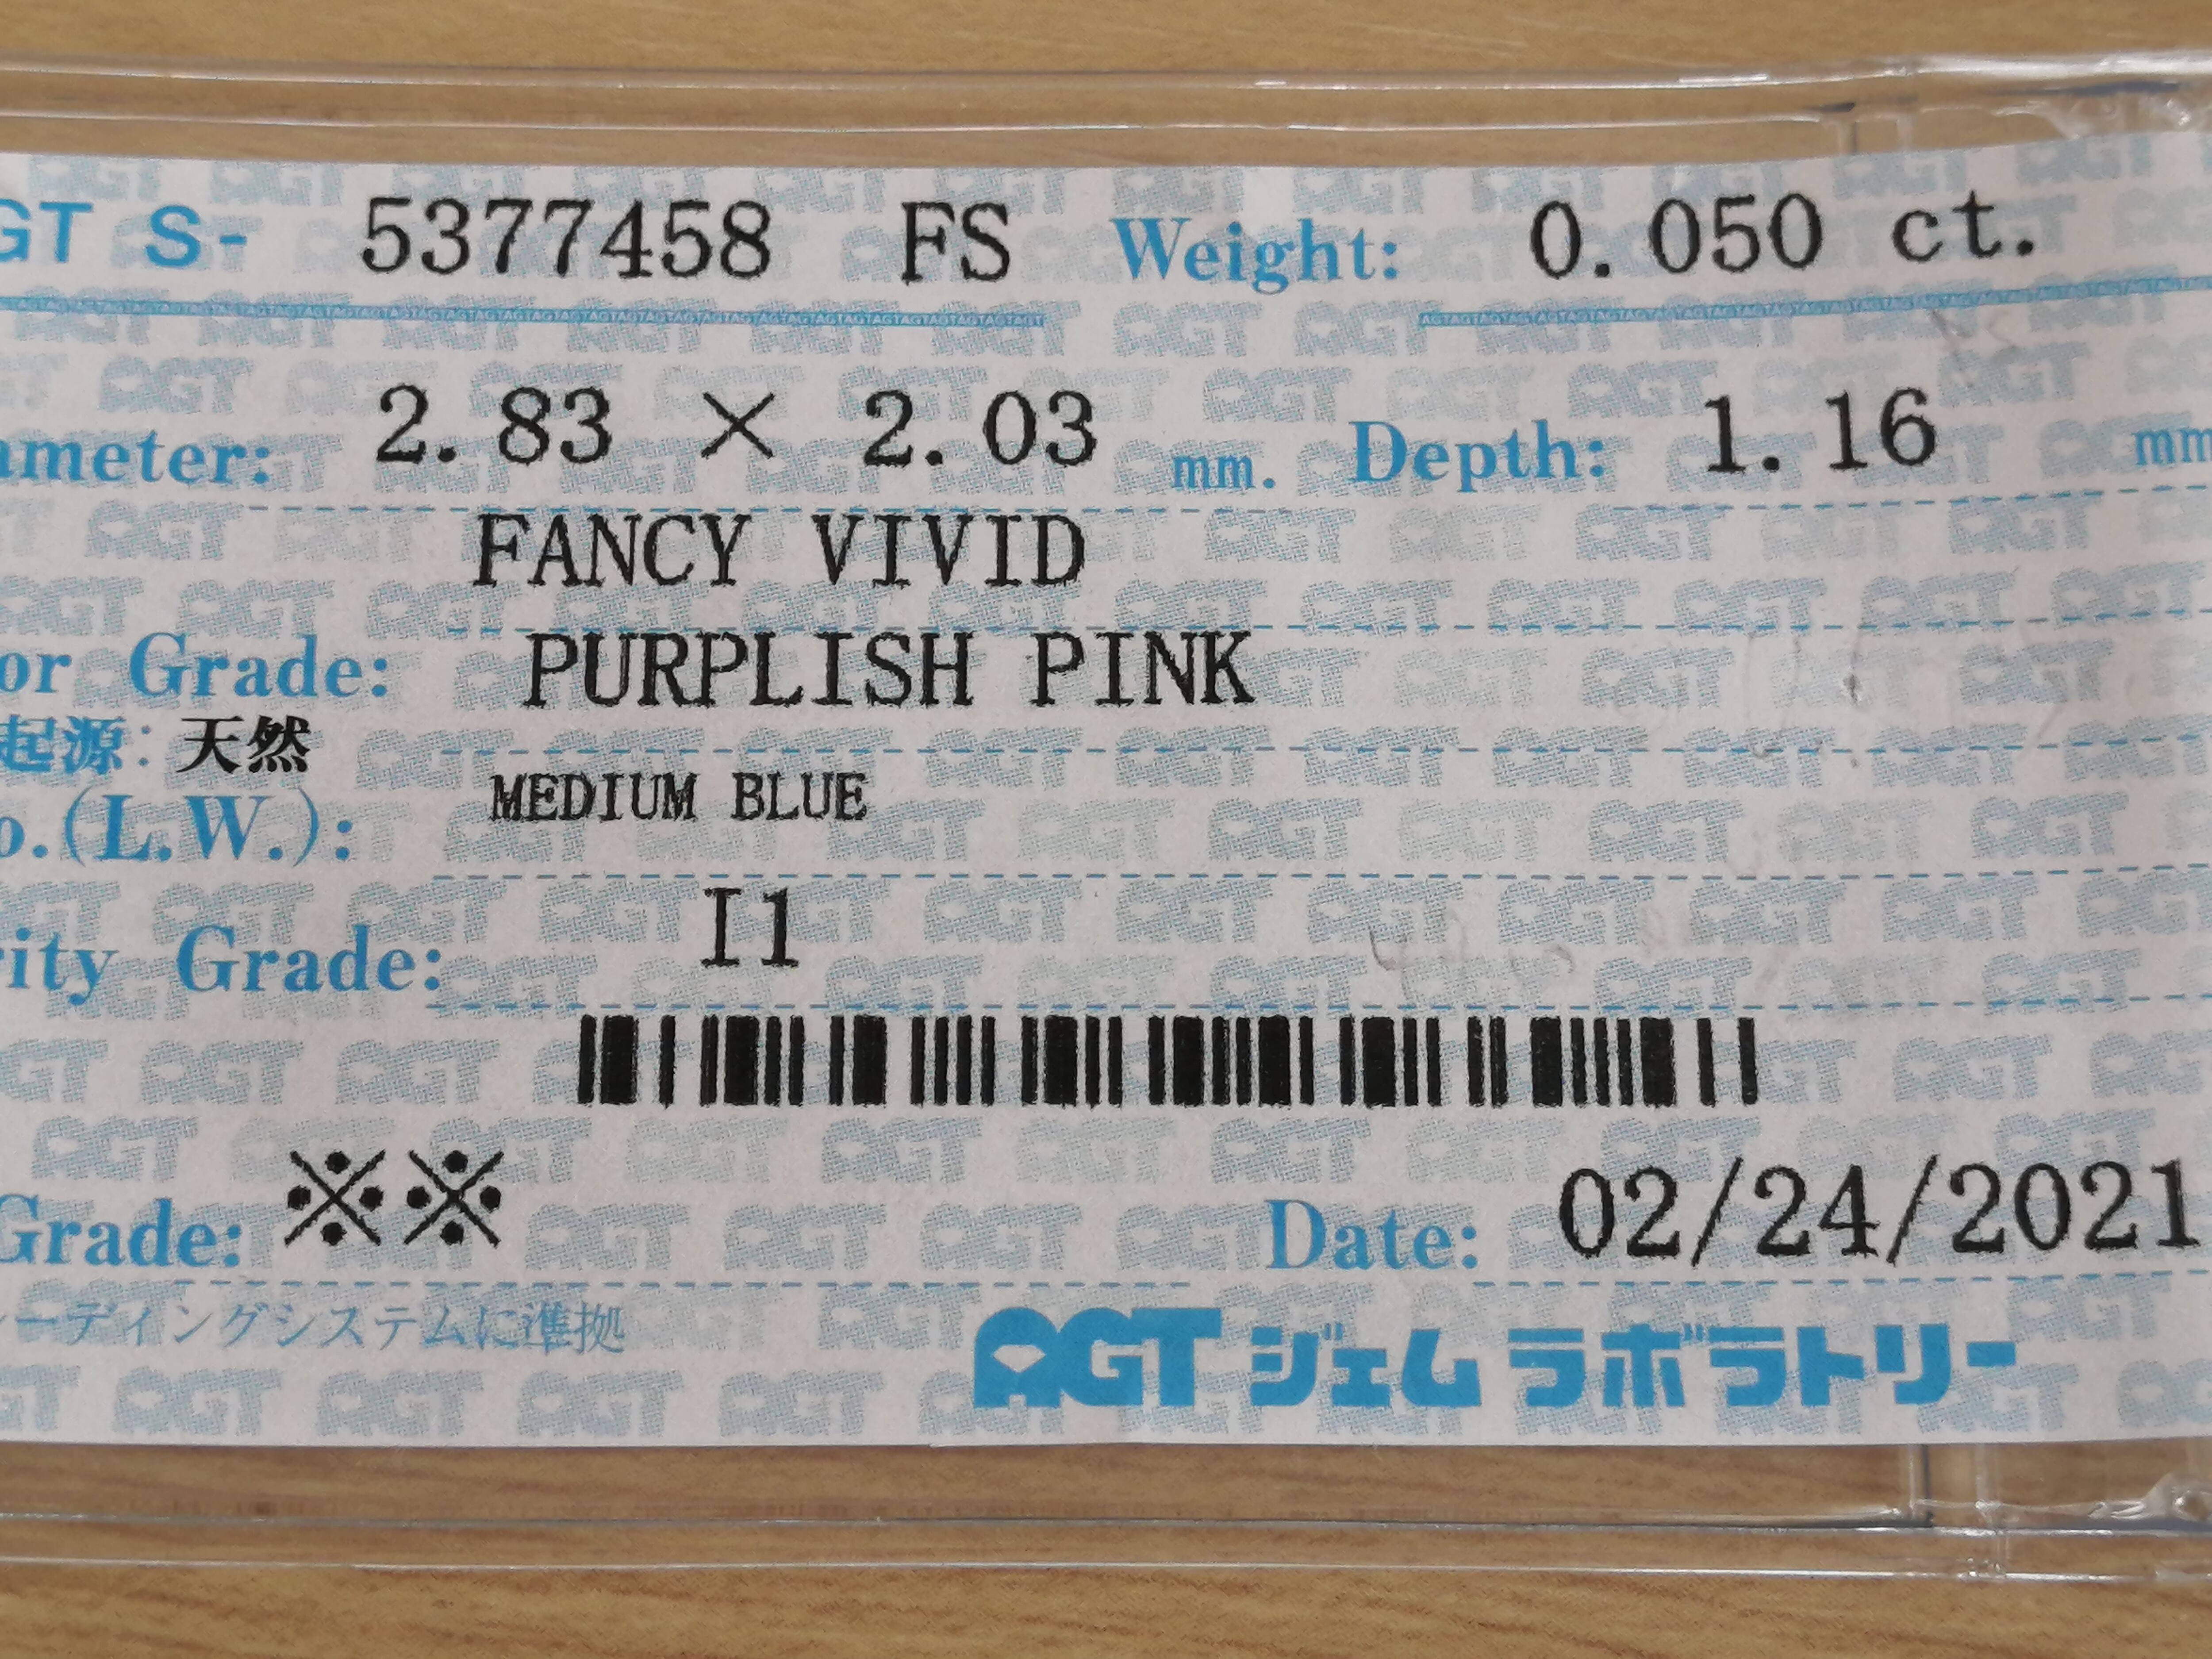 GT S- 5377458 FS Weight: 0.050 ct.
ameter: 2.83 × 2.03 mm. Depth: 1.16 mm
FANCY VIVID
or Grade: PURPLISH PINK
起源: 天然
MEDIUM BLUE
o.(L.W.):
I1
rity Grade:
Grade: ※※ Date: 02/24/2021
ーディングシステムに準拠
AGT ジェム ラボラトリー